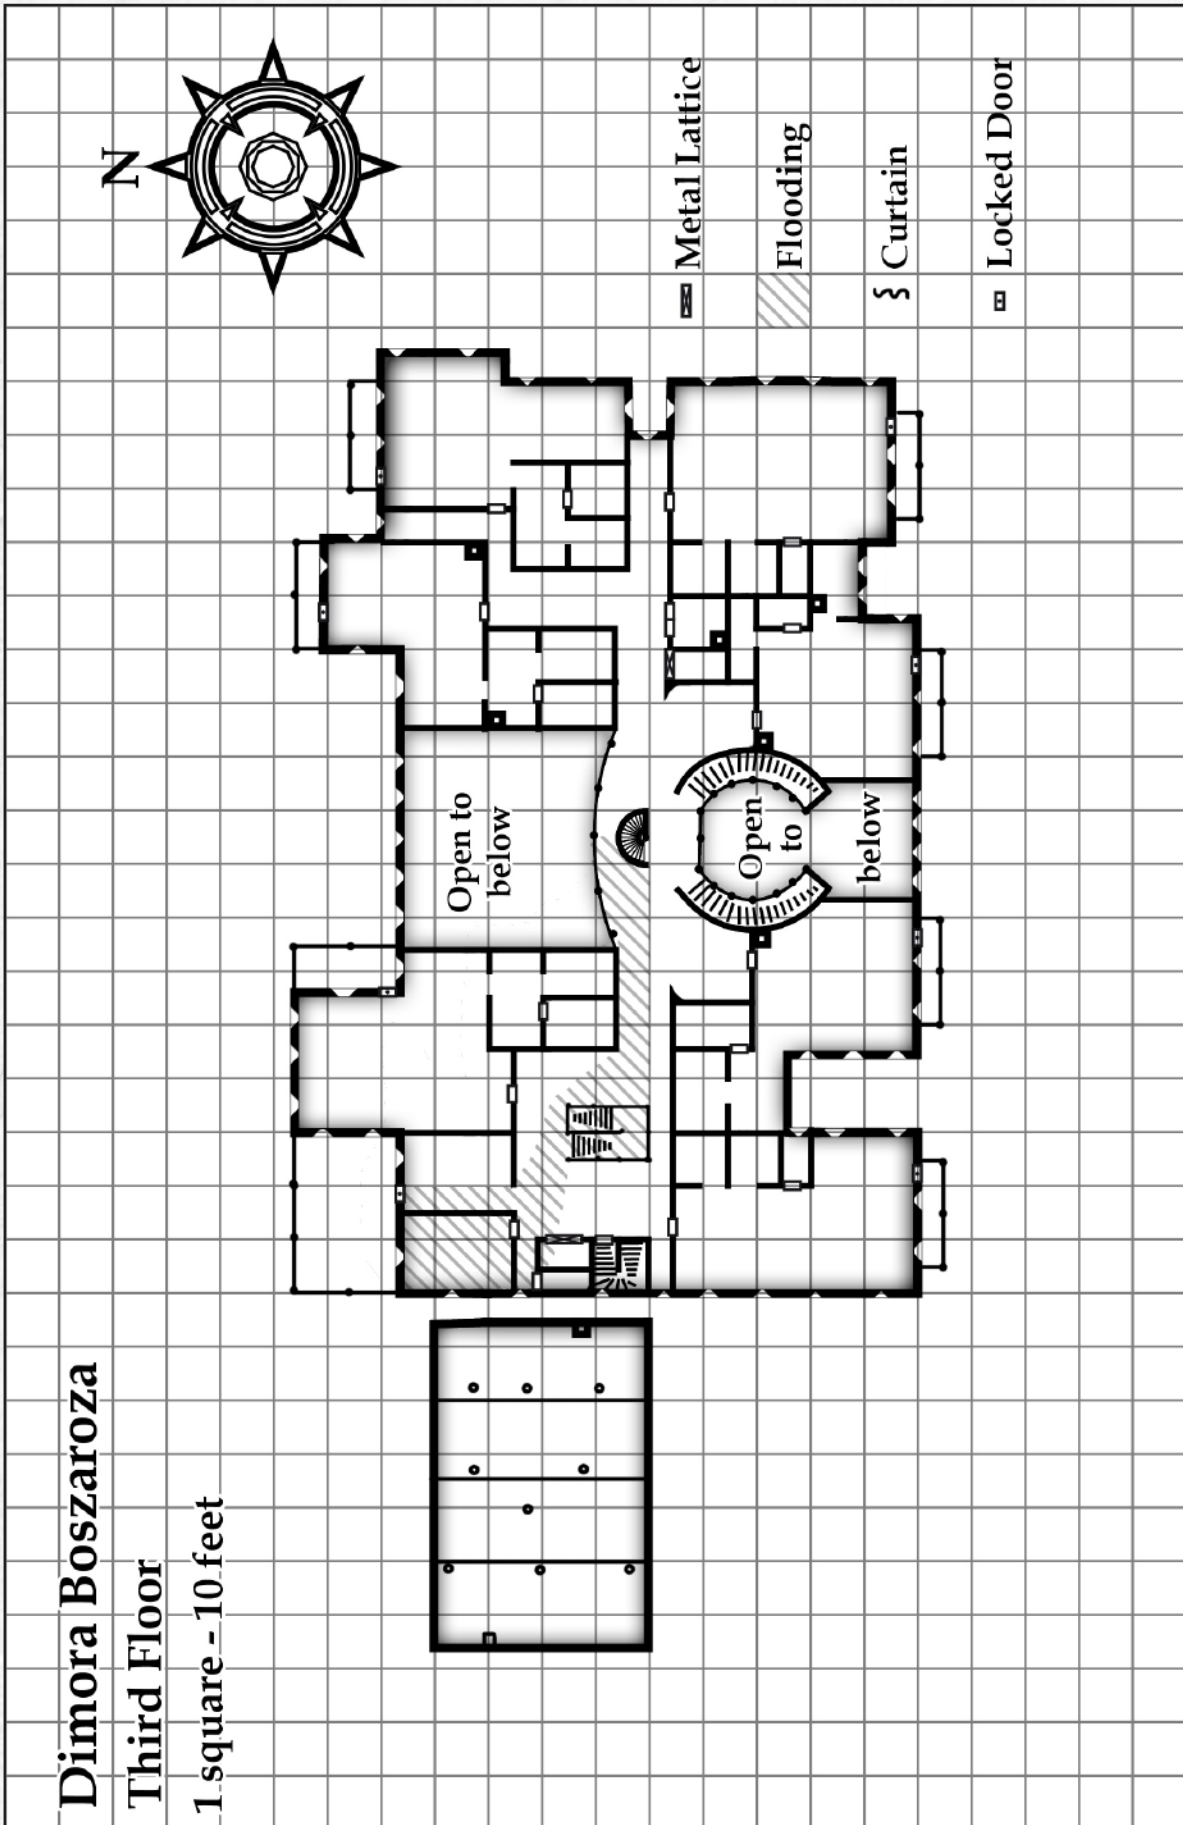 Dimora Boszaroza
Third Floor
1 square - 10 feet
N
Metal Lattice
Flooding
Curtain
Locked Door
Open to
below
Open
to
below